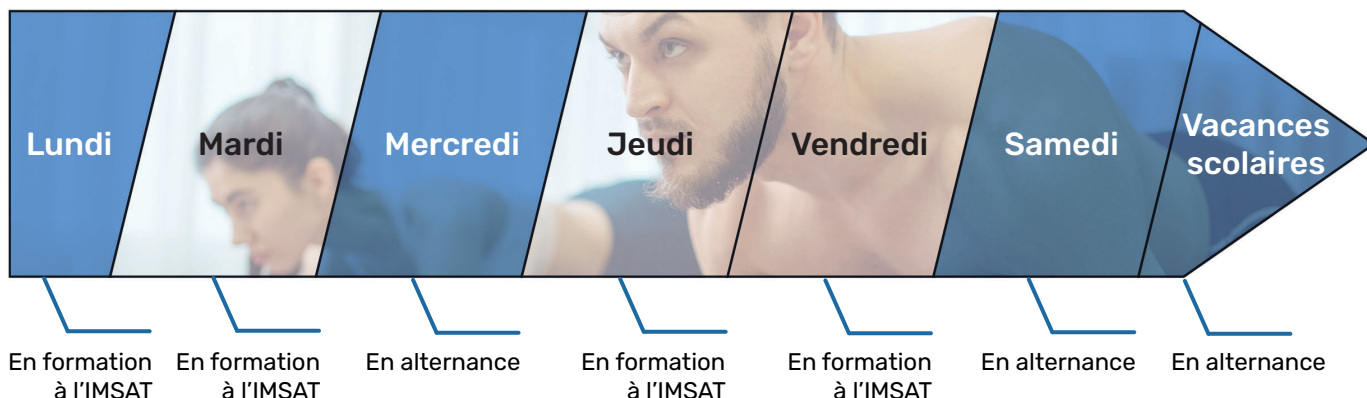 Lundi
Mardi
Mercredi
Jeudi
Vendredi
Samedi
Vacances
scolaires
En formation
à l'IMSAT
En formation
à l'IMSAT
En alternance
En formation
à l'IMSAT
En formation
à l'IMSAT
En alternance
En alternance